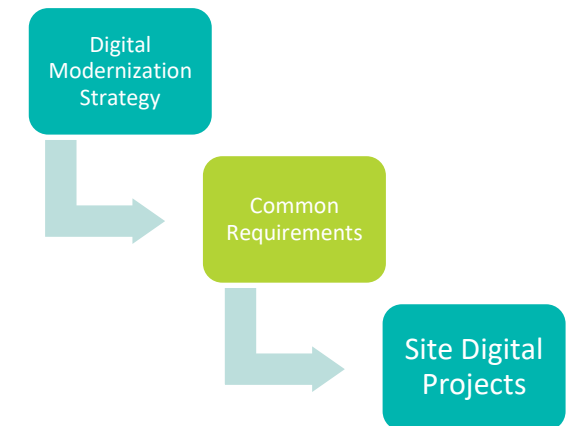 Digital
Modernization
Strategy
Common
Requirements
Site Digital
Projects